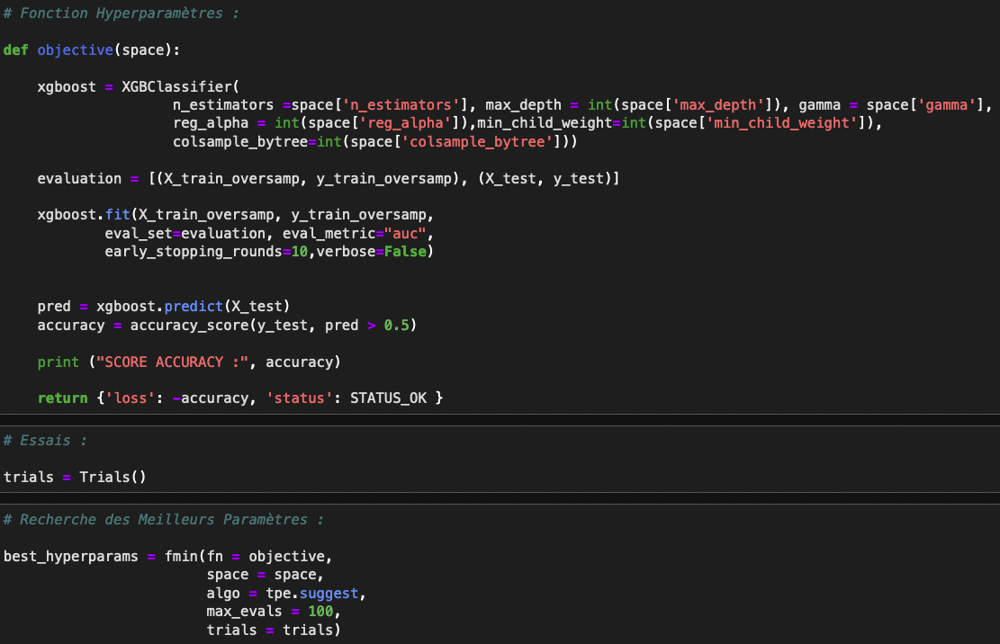 # Fonction Hyperparamètres :
def objective(space):
xgboost = XGBClassifier(
n_estimators =space['n_estimators'], max_depth = int(space['max_depth']), gamma = space['gamma'],
reg_alpha = int(space['reg_alpha']),min_child_weight=int(space['min_child_weight']),
colsample_bytree=int(space['colsample_bytree']))
evaluation = [(X_train_oversamp, y_train_oversamp), (X_test, y_test)]
xgboost.fit(X_train_oversamp, y_train_oversamp,
eval_set=evaluation, eval_metric="auc",
early_stopping_rounds=10,verbose=False)
pred = xgboost.predict(X_test)
accuracy = accuracy_score(y_test, pred > 0.5)
print ("SCORE ACCURACY :", accuracy)
return {'loss': -accuracy, 'status': STATUS_OK }
# Essais :
trials = Trials()
# Recherche des Meilleurs Paramètres :
best_hyperparams = fmin(fn = objective,
space = space,
algo = tpe.suggest,
max_evals = 100,
trials = trials)